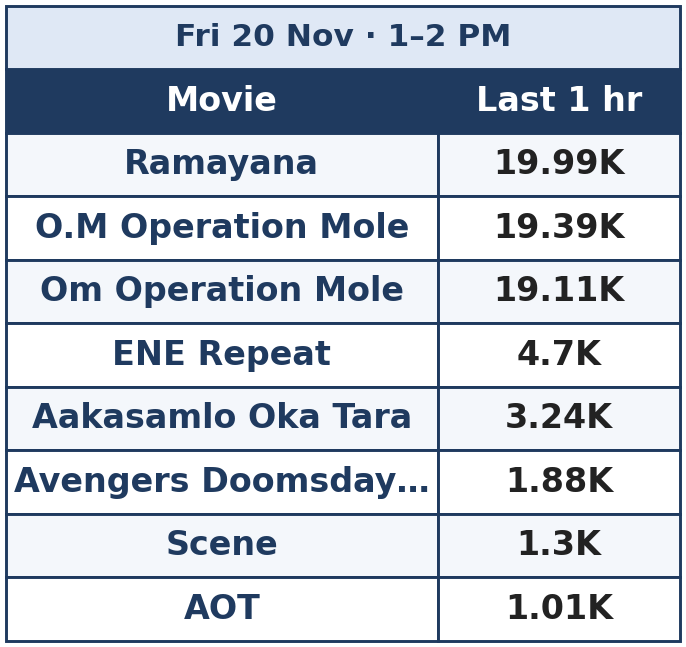 Fri 20 Nov · 1–2 PM
Movie Last 1 hr
Ramayana 19.99K
O.M Operation Mole 19.39K
Om Operation Mole 19.11K
ENE Repeat 4.7K
Aakasamlo Oka Tara 3.24K
Avengers Doomsday... 1.88K
Scene 1.3K
AOT 1.01K